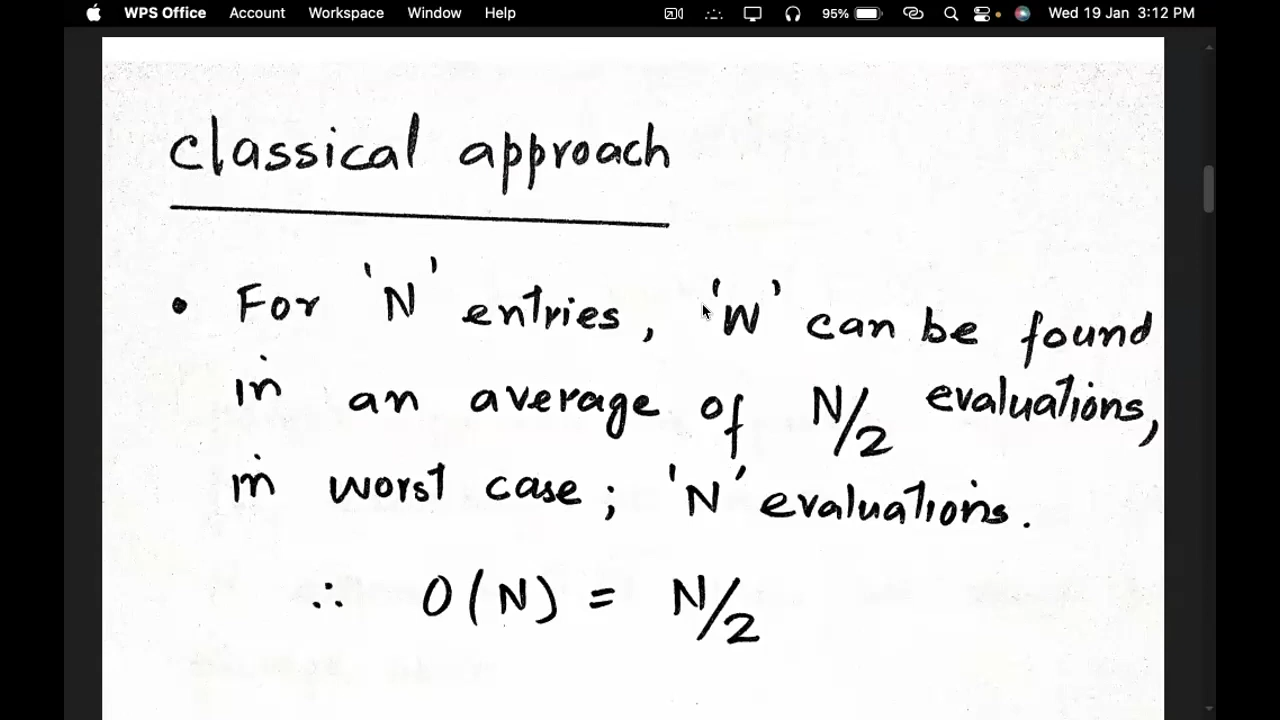 WPS Office Account Workspace Window Help 95% Wed 19 Jan 3:12 PM
classical approach
• For 'N' entries, 'W' can be found
in an average of N/2 evaluations,
in worst case; 'N' evaluations.
∴ O(N) = N/2